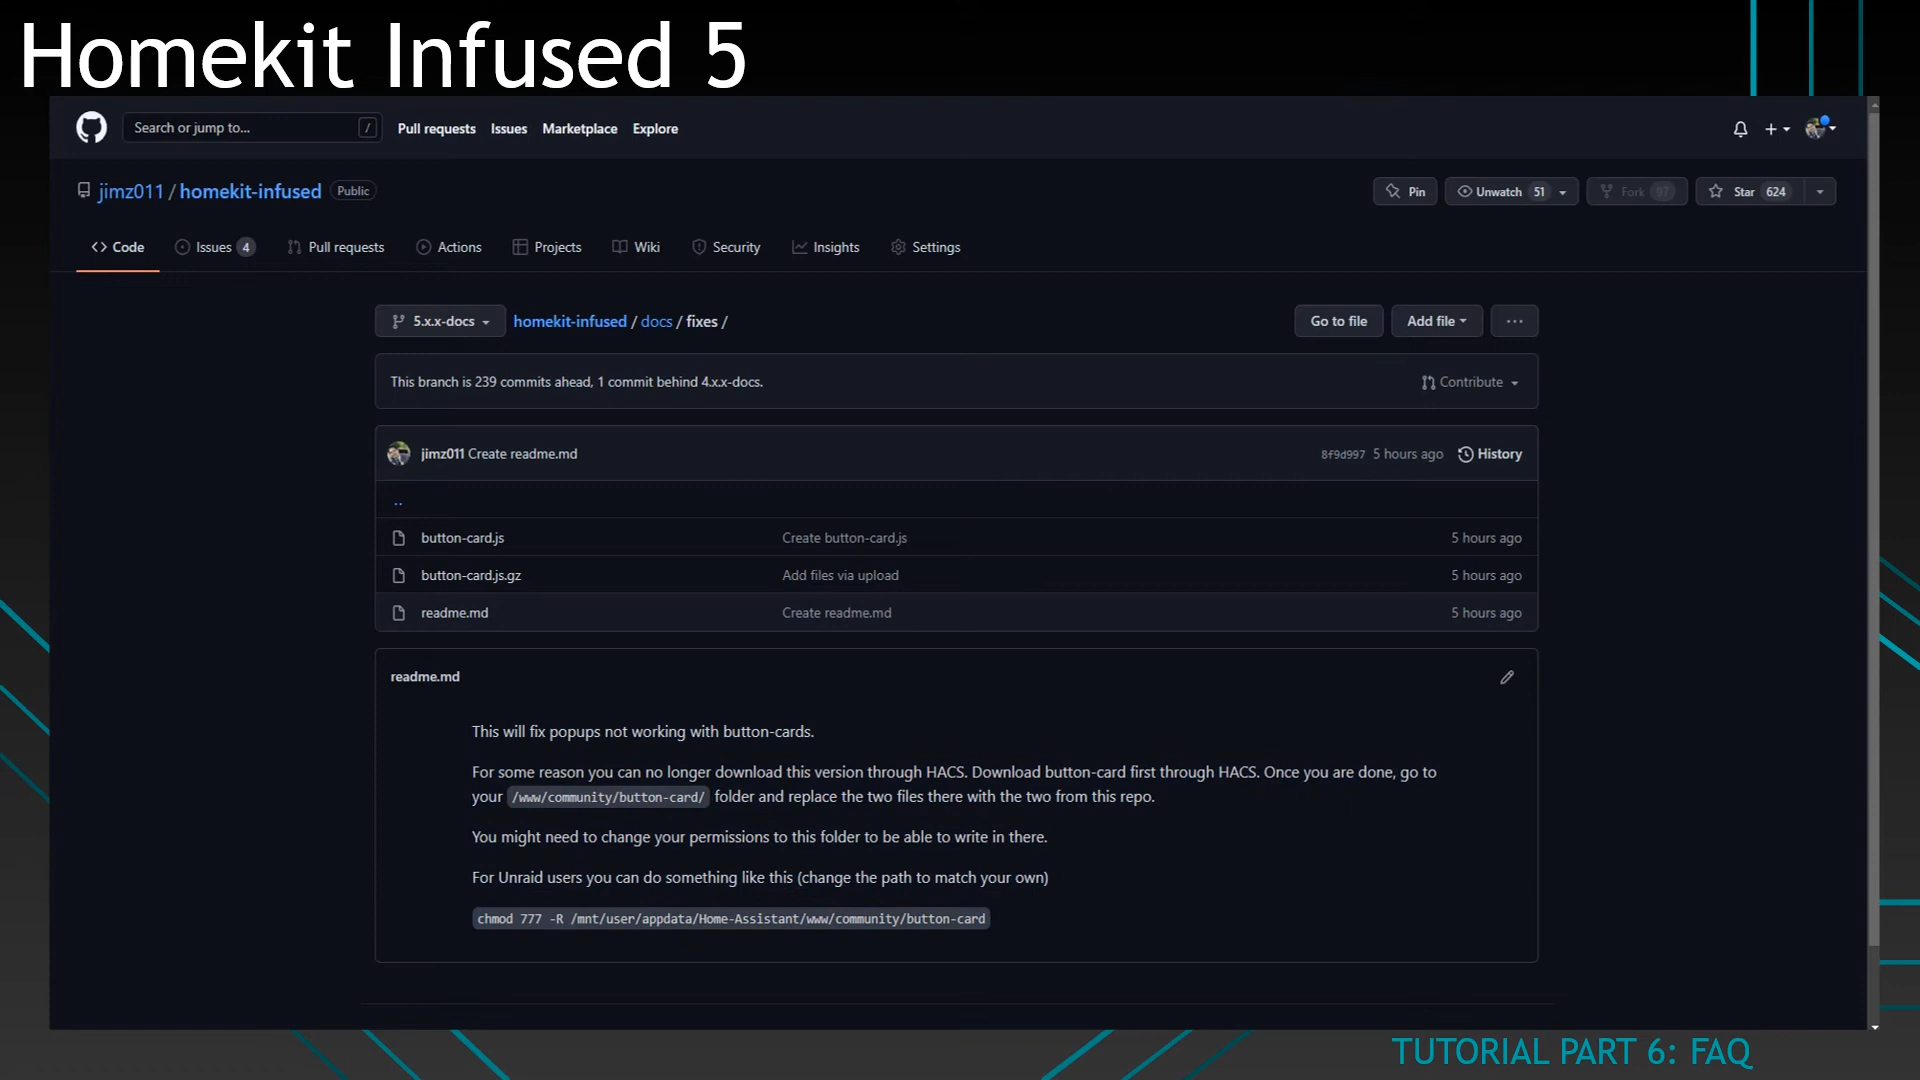 Homekit Infused 5
Search or jump to... /
Pull requests Issues Marketplace Explore
jimz011 / homekit-infused Public
Pin Unwatch 51 Fork 97 Star 624
Code Issues 4 Pull requests Actions Projects Wiki Security Insights Settings
5.x.x-docs homekit-infused / docs / fixes / Go to file Add file ...
This branch is 239 commits ahead, 1 commit behind 4.x.x-docs. Contribute
jimz011 Create readme.md 8f9d997 5 hours ago History
..
button-card.js Create button-card.js 5 hours ago
button-card.js.gz Add files via upload 5 hours ago
readme.md Create readme.md 5 hours ago
readme.md
This will fix popups not working with button-cards.
For some reason you can no longer download this version through HACS. Download button-card first through HACS. Once you are done, go to
your /www/community/button-card/ folder and replace the two files there with the two from this repo.
You might need to change your permissions to this folder to be able to write in there.
For Unraid users you can do something like this (change the path to match your own)
chmod 777 -R /mnt/user/appdata/Home-Assistant/www/community/button-card
TUTORIAL PART 6: FAQ